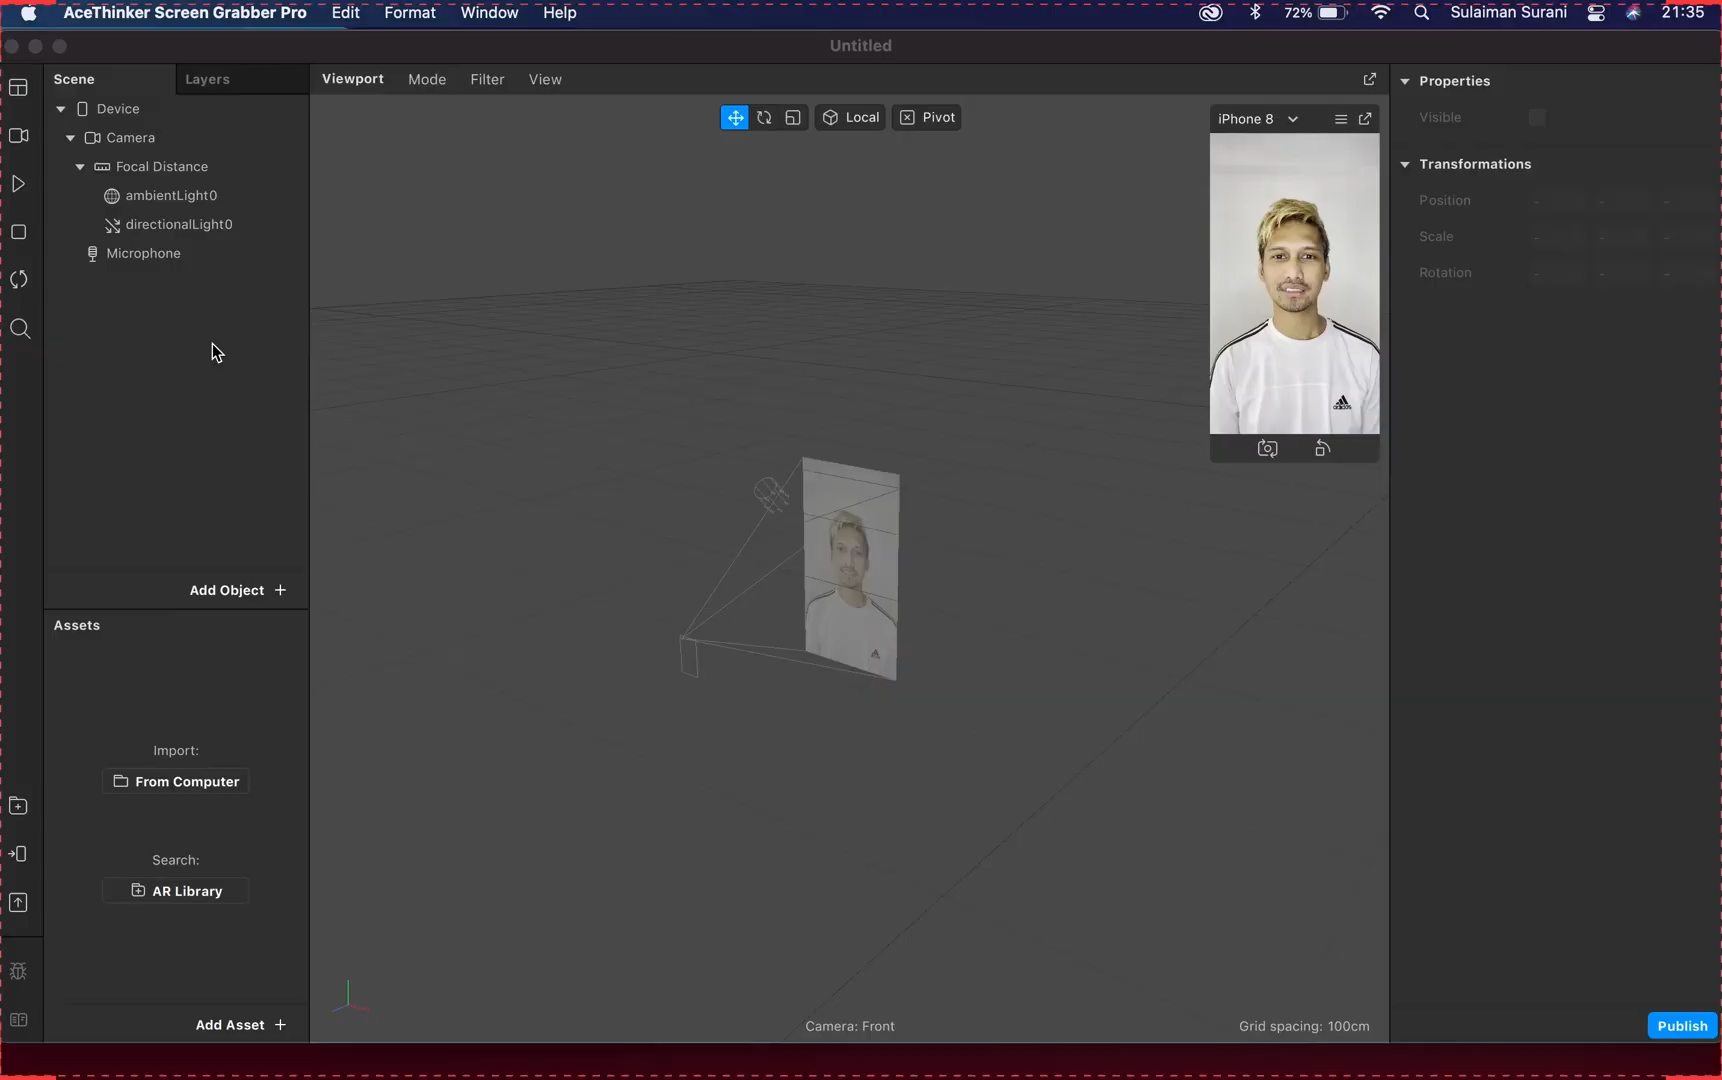 AceThinker Screen Grabber Pro Edit Format Window Help 72% Sulaiman Surani 21:35
Untitled
Scene Layers Viewport Mode Filter View Properties
Device
Camera
Focal Distance
ambientLight0
directionalLight0
Microphone
Add Object +
Assets
Import:
From Computer
Search:
AR Library
Add Asset +
Local Pivot
iPhone 8
adidas
Camera: Front Grid spacing: 100cm
Visible
Transformations
Position - - -
Scale - - -
Rotation - - -
Publish